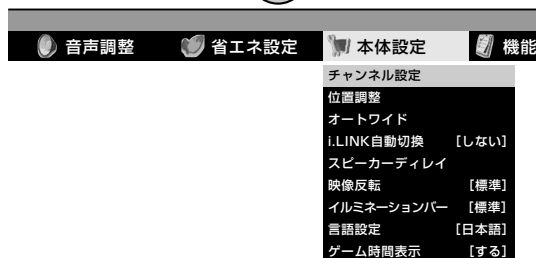 音声調整 省エネ設定 本体設定 機能
チャンネル設定
位置調整
オートワイド
i.LINK自動切換 [しない]
スピーカーディレイ
映像反転 [標準]
イルミネーションバー [標準]
言語設定 [日本語]
ゲーム時間表示 [する]